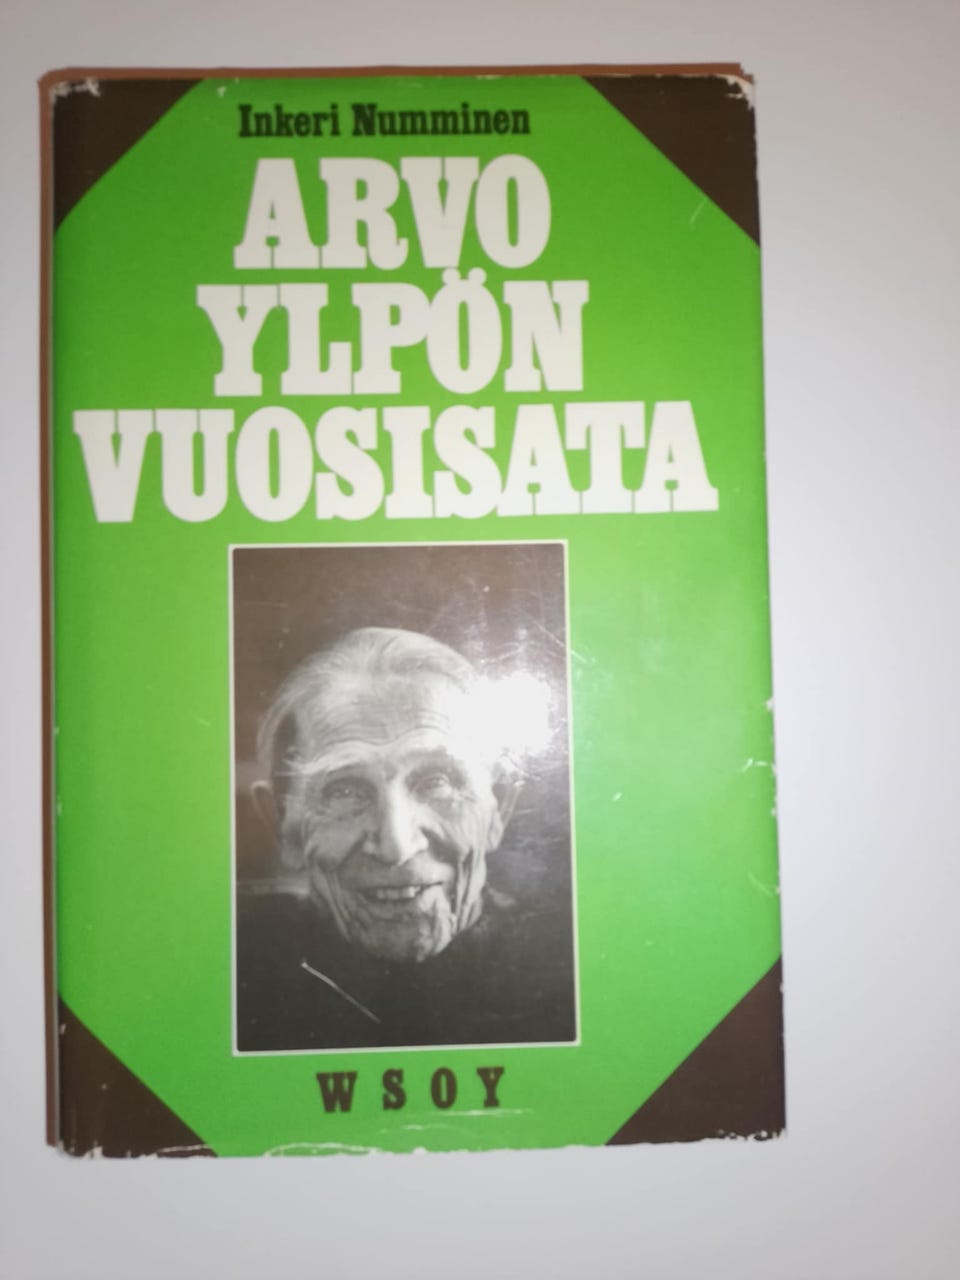 Inkeri Numminen
ARVO
YLPÖN
VUOSISATA
WSOY